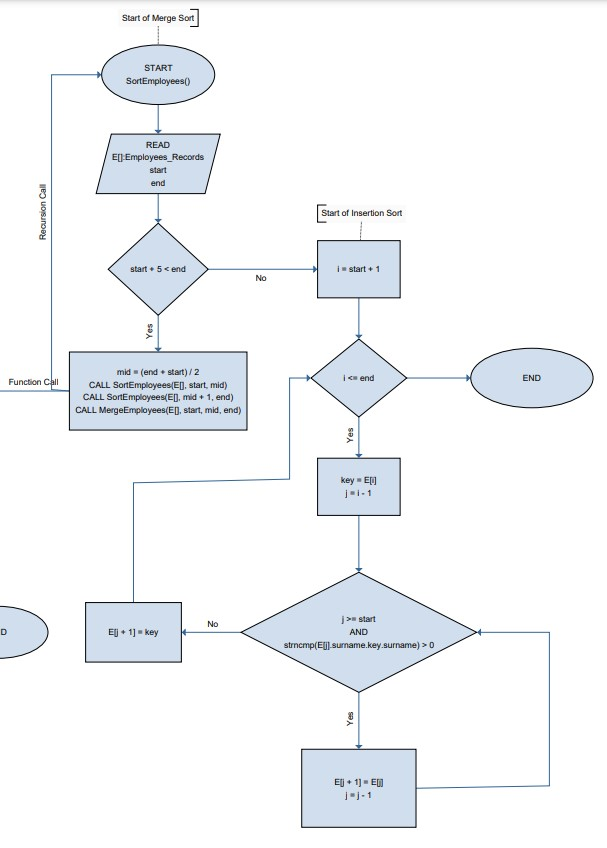 Start of Merge Sort
START
SortEmployees()
READ
E[]:Employees_Records
start
end
Recursion Call
start + 5 < end
No
Yes
Function Call
mid = (end + start) / 2
CALL SortEmployees(E[], start, mid)
CALL SortEmployees(E[], mid + 1, end)
CALL MergeEmployees(E[], start, mid, end)
Start of Insertion Sort
i = start + 1
i <= end
END
Yes
key = E[i]
j = i - 1
j >= start
AND
strncmp(E[j].surname.key.surname) > 0
No
E[j + 1] = key
D
Yes
E[j + 1] = E[j]
j = j - 1